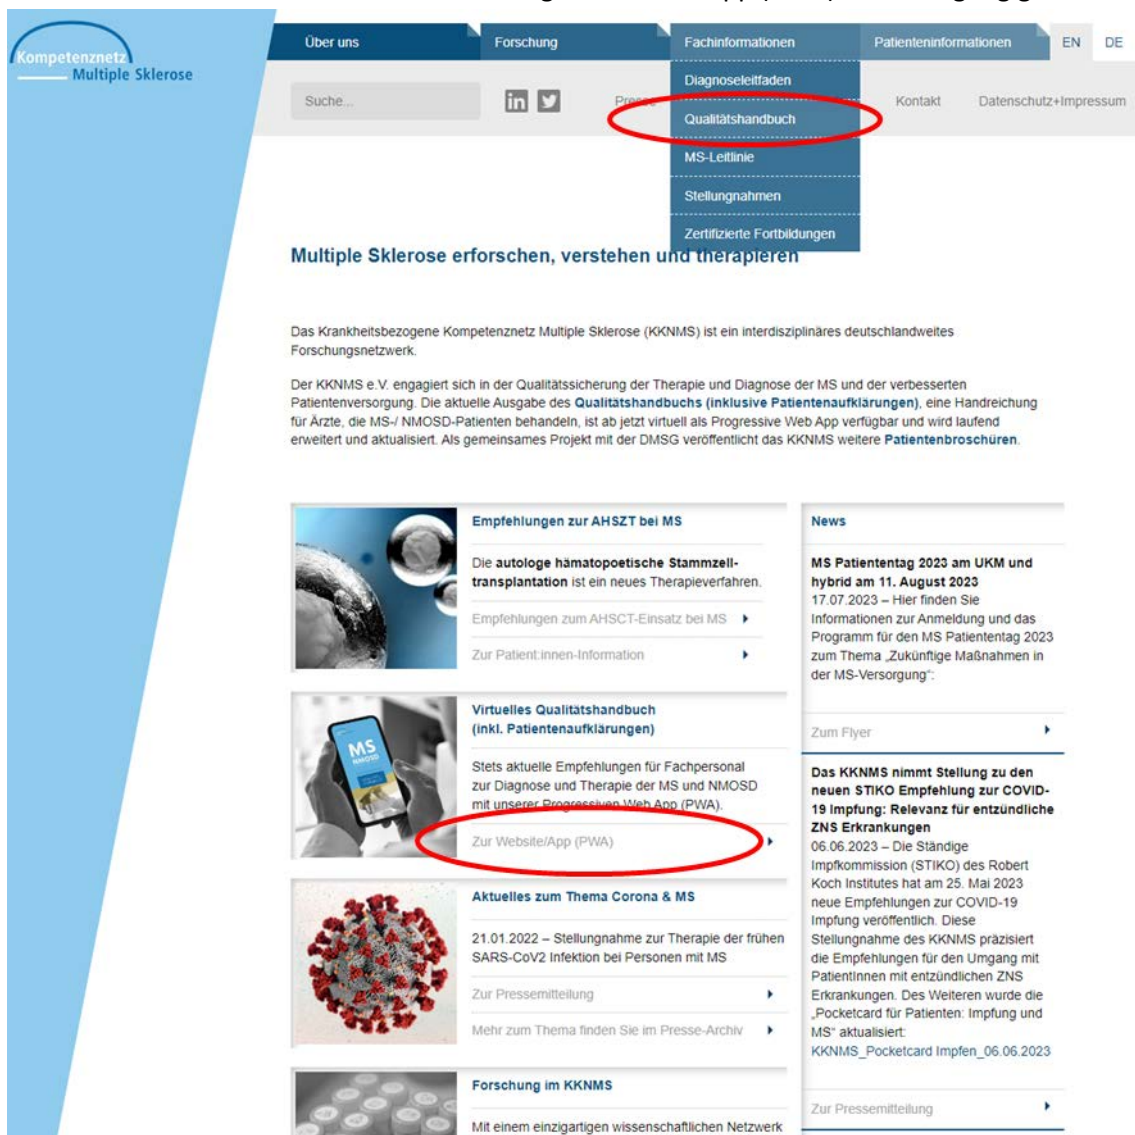 Kompetenznetz
Multiple Sklerose
Über uns
Forschung
Fachinformationen
Patienteninformationen
EN
DE
Suche...
Kontakt
Datenschutz+Impressum
Diagnoseleitfaden
Qualitätshandbuch
MS-Leitlinie
Stellungnahmen
Zertifizierte Fortbildungen
Multiple Sklerose erforschen, verstehen und therapieren
Das Krankheitsbezogene Kompetenznetz Multiple Sklerose (KKNMS) ist ein interdisziplinäres deutschlandweites
Forschungsnetzwerk.
Der KKNMS e.V. engagiert sich in der Qualitätssicherung der Therapie und Diagnose der MS und der verbesserten
Patientenversorgung. Die aktuelle Ausgabe des Qualitätshandbuchs (inklusive Patientenaufklärungen), eine Handreichung
für Ärzte, die MS-/ NMOSD-Patienten behandeln, ist ab jetzt virtuell als Progressive Web App verfügbar und wird laufend
erweitert und aktualisiert. Als gemeinsames Projekt mit der DMSG veröffentlicht das KKNMS weitere Patientenbroschüren.
Empfehlungen zur AHSZT bei MS
Die autologe hämatopoetische Stammzell-
transplantation ist ein neues Therapieverfahren.
Empfehlungen zum AHSCT-Einsatz bei MS
Zur Patient:innen-Information
MS
NMOSD
Virtuelles Qualitätshandbuch
(inkl. Patientenaufklärungen)
Stets aktuelle Empfehlungen für Fachpersonal
zur Diagnose und Therapie der MS und NMOSD
mit unserer Progressiven Web App (PWA).
Zur Website/App (PWA)
Aktuelles zum Thema Corona & MS
21.01.2022 – Stellungnahme zur Therapie der frühen
SARS-CoV2 Infektion bei Personen mit MS
Zur Pressemitteilung
Mehr zum Thema finden Sie im Presse-Archiv
Forschung im KKNMS
Mit einem einzigartigen wissenschaftlichen Netzwerk
News
MS Patiententag 2023 am UKM und
hybrid am 11. August 2023
17.07.2023 – Hier finden Sie
Informationen zur Anmeldung und das
Programm für den MS Patiententag 2023
zum Thema „Zukünftige Maßnahmen in
der MS-Versorgung“:
Zum Flyer
Das KKNMS nimmt Stellung zu den
neuen STIKO Empfehlung zur COVID-
19 Impfung: Relevanz für entzündliche
ZNS Erkrankungen
06.06.2023 – Die Ständige
Impfkommission (STIKO) des Robert
Koch Institutes hat am 25. Mai 2023
neue Empfehlungen zur COVID-19
Impfung veröffentlich. Diese
Stellungnahme des KKNMS präzisiert
die Empfehlungen für den Umgang mit
PatientInnen mit entzündlichen ZNS
Erkrankungen. Des Weiteren wurde die
„Pocketcard für Patienten: Impfung und
MS“ aktualisiert:
KKNMS_Pocketcard Impfen_06.06.2023
Zur Pressemitteilung